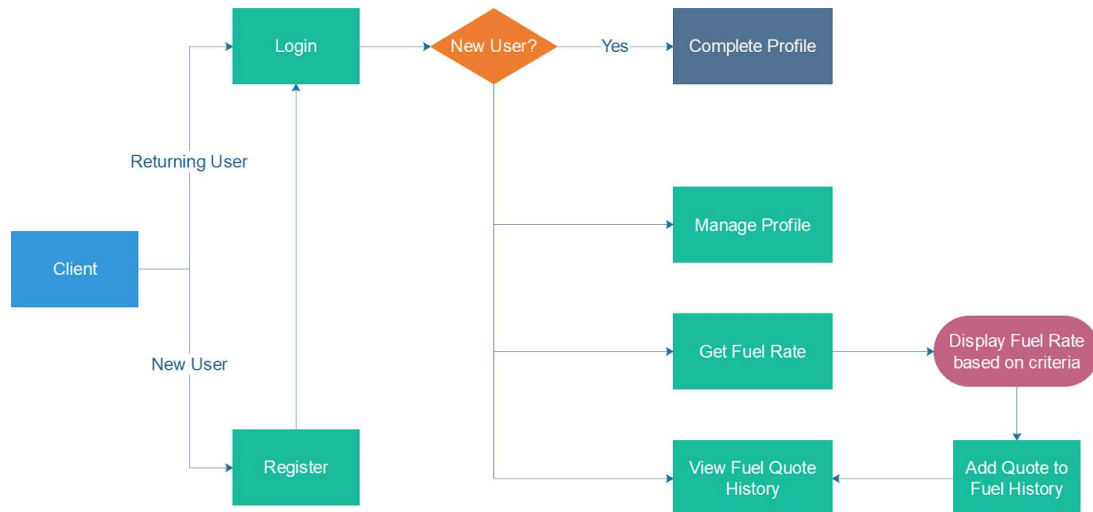 Login
New User?
Yes
Complete Profile
Returning User
Manage Profile
Client
Get Fuel Rate
Display Fuel Rate
based on criteria
New User
Register
View Fuel Quote
History
Add Quote to
Fuel History